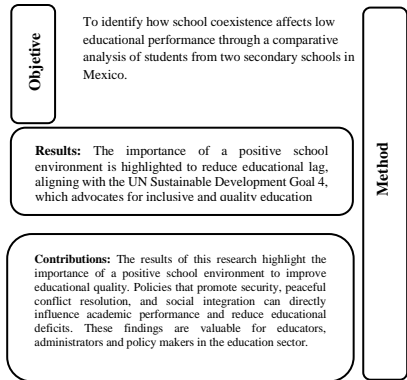 Objetive
To identify how school coexistence affects low
educational performance through a comparative
analysis of students from two secondary schools in
Mexico.
Method
Results: The importance of a positive school
environment is highlighted to reduce educational lag,
aligning with the UN Sustainable Development Goal 4,
which advocates for inclusive and quality education
Contributions: The results of this research highlight the
importance of a positive school environment to improve
educational quality. Policies that promote security, peaceful
conflict resolution, and social integration can directly
influence academic performance and reduce educational
deficits. These findings are valuable for educators,
administrators and policy makers in the education sector.